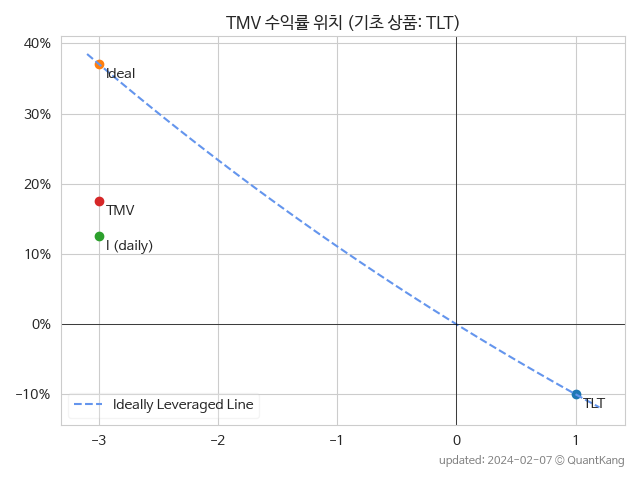 TMV 수익률 위치 (기초 상품: TLT)
40%
Ideal
30%
20%
TMV
I (daily)
10%
0%
−10%
TLT
Ideally Leveraged Line
−3
−2
−1
0
1
updated: 2024-02-07 © QuantKang